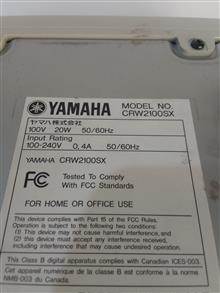 YAMAHA
MODEL NO.
CRW2100SX
ヤマハ株式会社
100V 20W 50/60Hz
Input Rating
100-240V 0,4A 50/60Hz
YAMAHA CRW2100SX
FC Tested To Comply
With FCC Standards
FOR HOME OR OFFICE USE
This device complies with Part 15 of the FCC Rules.
Operation is subject to the following two conditions:
(1) this device may not cause harmful interference, and
(2) this device must accept any interference received,
including interference that may cause undesired operation.
This Class B digital apparatus complies with Canadian ICES-003.
Cet appareil numérique de la classe B est conforme à la norme
NMB-003 du Canada.